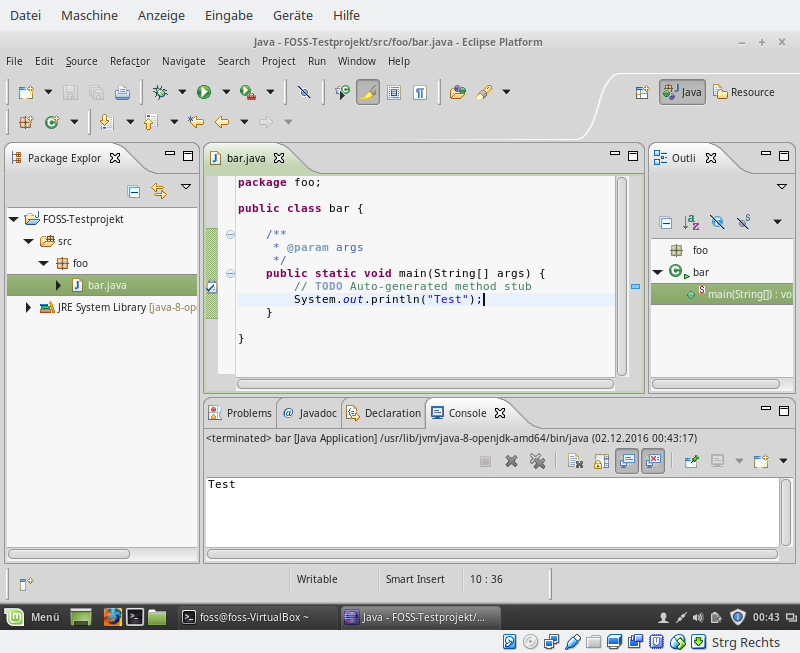 Datei Maschine Anzeige Eingabe Geräte Hilfe
Java - FOSS-Testprojekt/src/foo/bar.java - Eclipse Platform
File Edit Source Refactor Navigate Search Project Run Window Help
Java Resource
Package Explor
FOSS-Testprojekt
src
foo
bar.java
JRE System Library [java-8-op
bar.java
package foo;
public class bar {
/**
* @param args
*/
public static void main(String[] args) {
// TODO Auto-generated method stub
System.out.println("Test");
}
}
Outli
foo
bar
main(String[]) : vo
Problems Javadoc Declaration Console
<terminated> bar [Java Application] /usr/lib/jvm/java-8-openjdk-amd64/bin/java (02.12.2016 00:43:17)
Test
Writable Smart Insert 10 : 36
Menü foss@foss-VirtualBox ~ Java - FOSS-Testprojekt/... 00:43
Strg Rechts